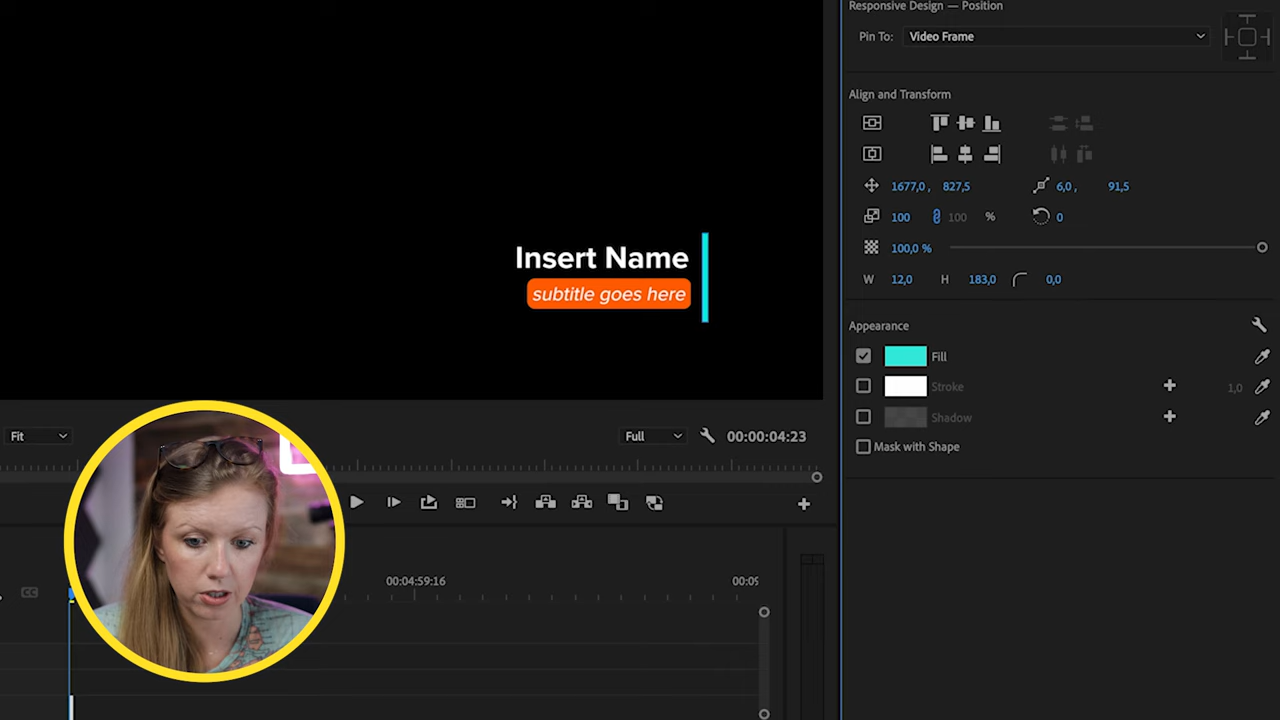 Responsive Design — Position
Pin To: Video Frame
Align and Transform
1677,0 , 827,5 6,0 , 91,5
100 100 % 0
100,0 %
W 12,0 H 183,0 0,0
Insert Name
subtitle goes here
Appearance
Fill
Stroke 1,0
Shadow
Mask with Shape
Fit Full 00:00:04:23
CC 00:04:59:16 00:09